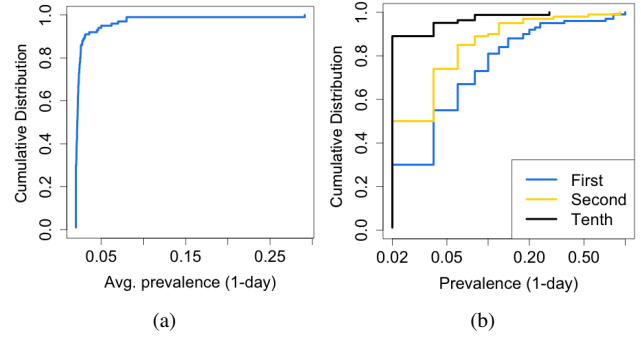 Cumulative Distribution
0.0 0.2 0.4 0.6 0.8 1.0
0.05 0.15 0.25
Avg. prevalence (1-day)
(a)
Cumulative Distribution
0.0 0.2 0.4 0.6 0.8 1.0
First
Second
Tenth
0.02 0.05 0.20 0.50
Prevalence (1-day)
(b)